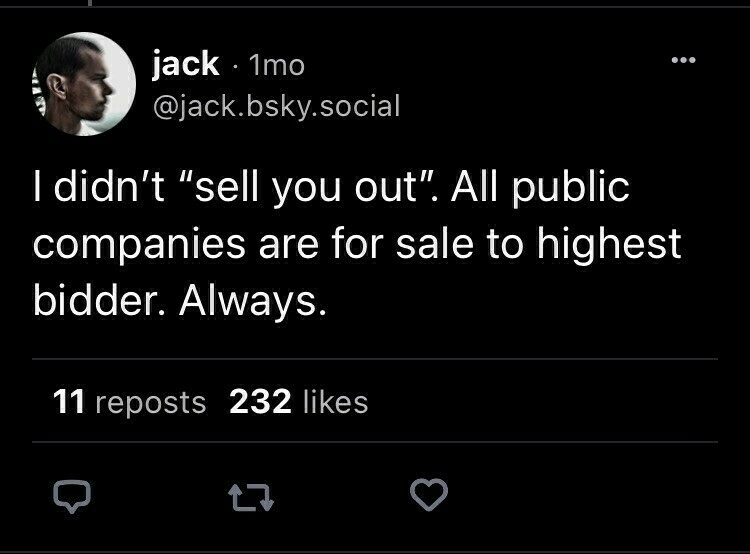 jack · 1mo
@jack.bsky.social
I didn’t “sell you out”. All public
companies are for sale to highest
bidder. Always.
11 reposts 232 likes